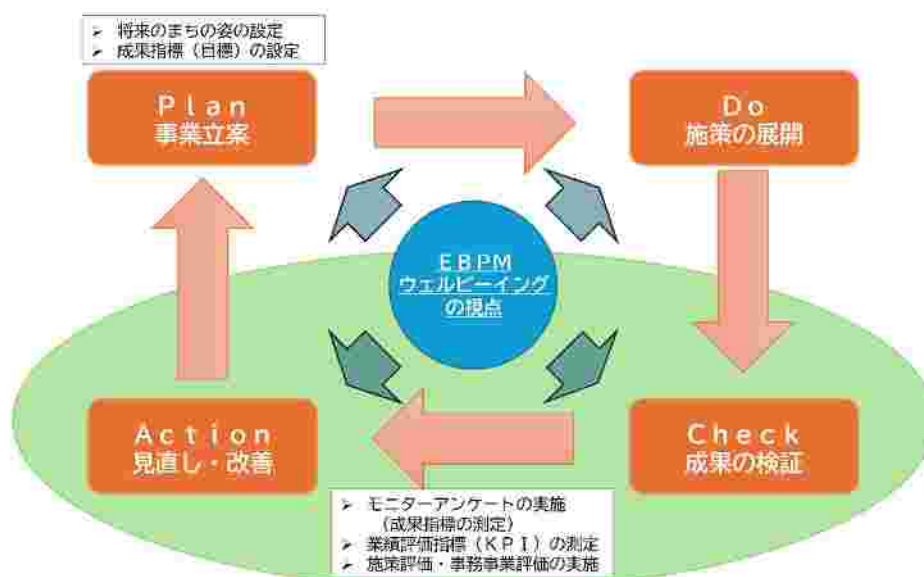 ➢ 将来のまちの姿の設定
➢ 成果指標（目標）の設定
Ｐｌａｎ
事業立案
Ｄｏ
施策の展開
ＥＢＰＭ
ウェルビーイング
の視点
Ａｃｔｉｏｎ
見直し・改善
Ｃｈｅｃｋ
成果の検証
➢ モニターアンケートの実施
（成果指標の測定）
➢ 業績評価指標（ＫＰＩ）の測定
➢ 施策評価・事務事業評価の実施